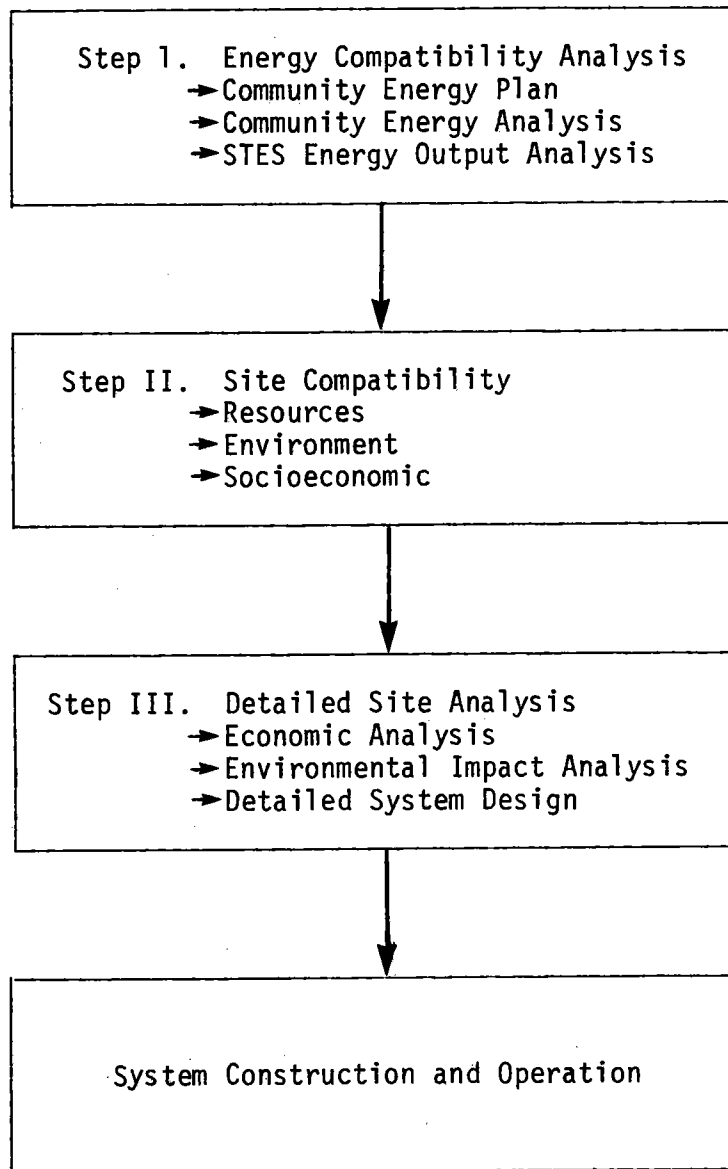 Step 1. Energy Compatibility Analysis
→Community Energy Plan
→Community Energy Analysis
→STES Energy Output Analysis
Step II. Site Compatibility
→Resources
→Environment
→Socioeconomic
Step III. Detailed Site Analysis
→Economic Analysis
→Environmental Impact Analysis
→Detailed System Design
System Construction and Operation